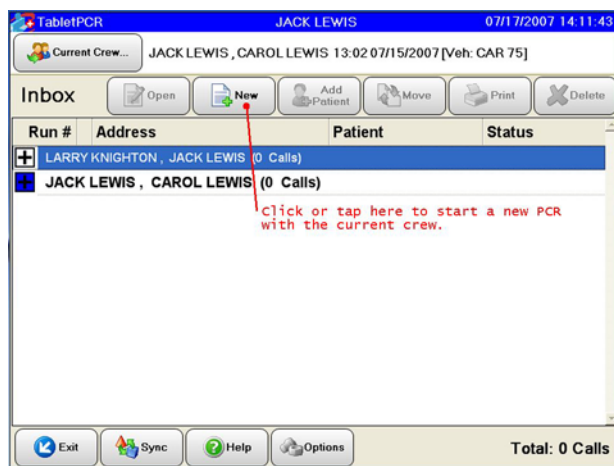 TabletPCR JACK LEWIS 07/17/2007 14:11:43
Current Crew... JACK LEWIS , CAROL LEWIS 13:02 07/15/2007 [Veh: CAR 75]
Inbox Open New Add Patient Move Print Delete
Run # Address Patient Status
LARRY KNIGHTON , JACK LEWIS (0 Calls)
JACK LEWIS , CAROL LEWIS (0 Calls)
Click or tap here to start a new PCR
with the current crew.
Exit Sync Help Options Total: 0 Calls